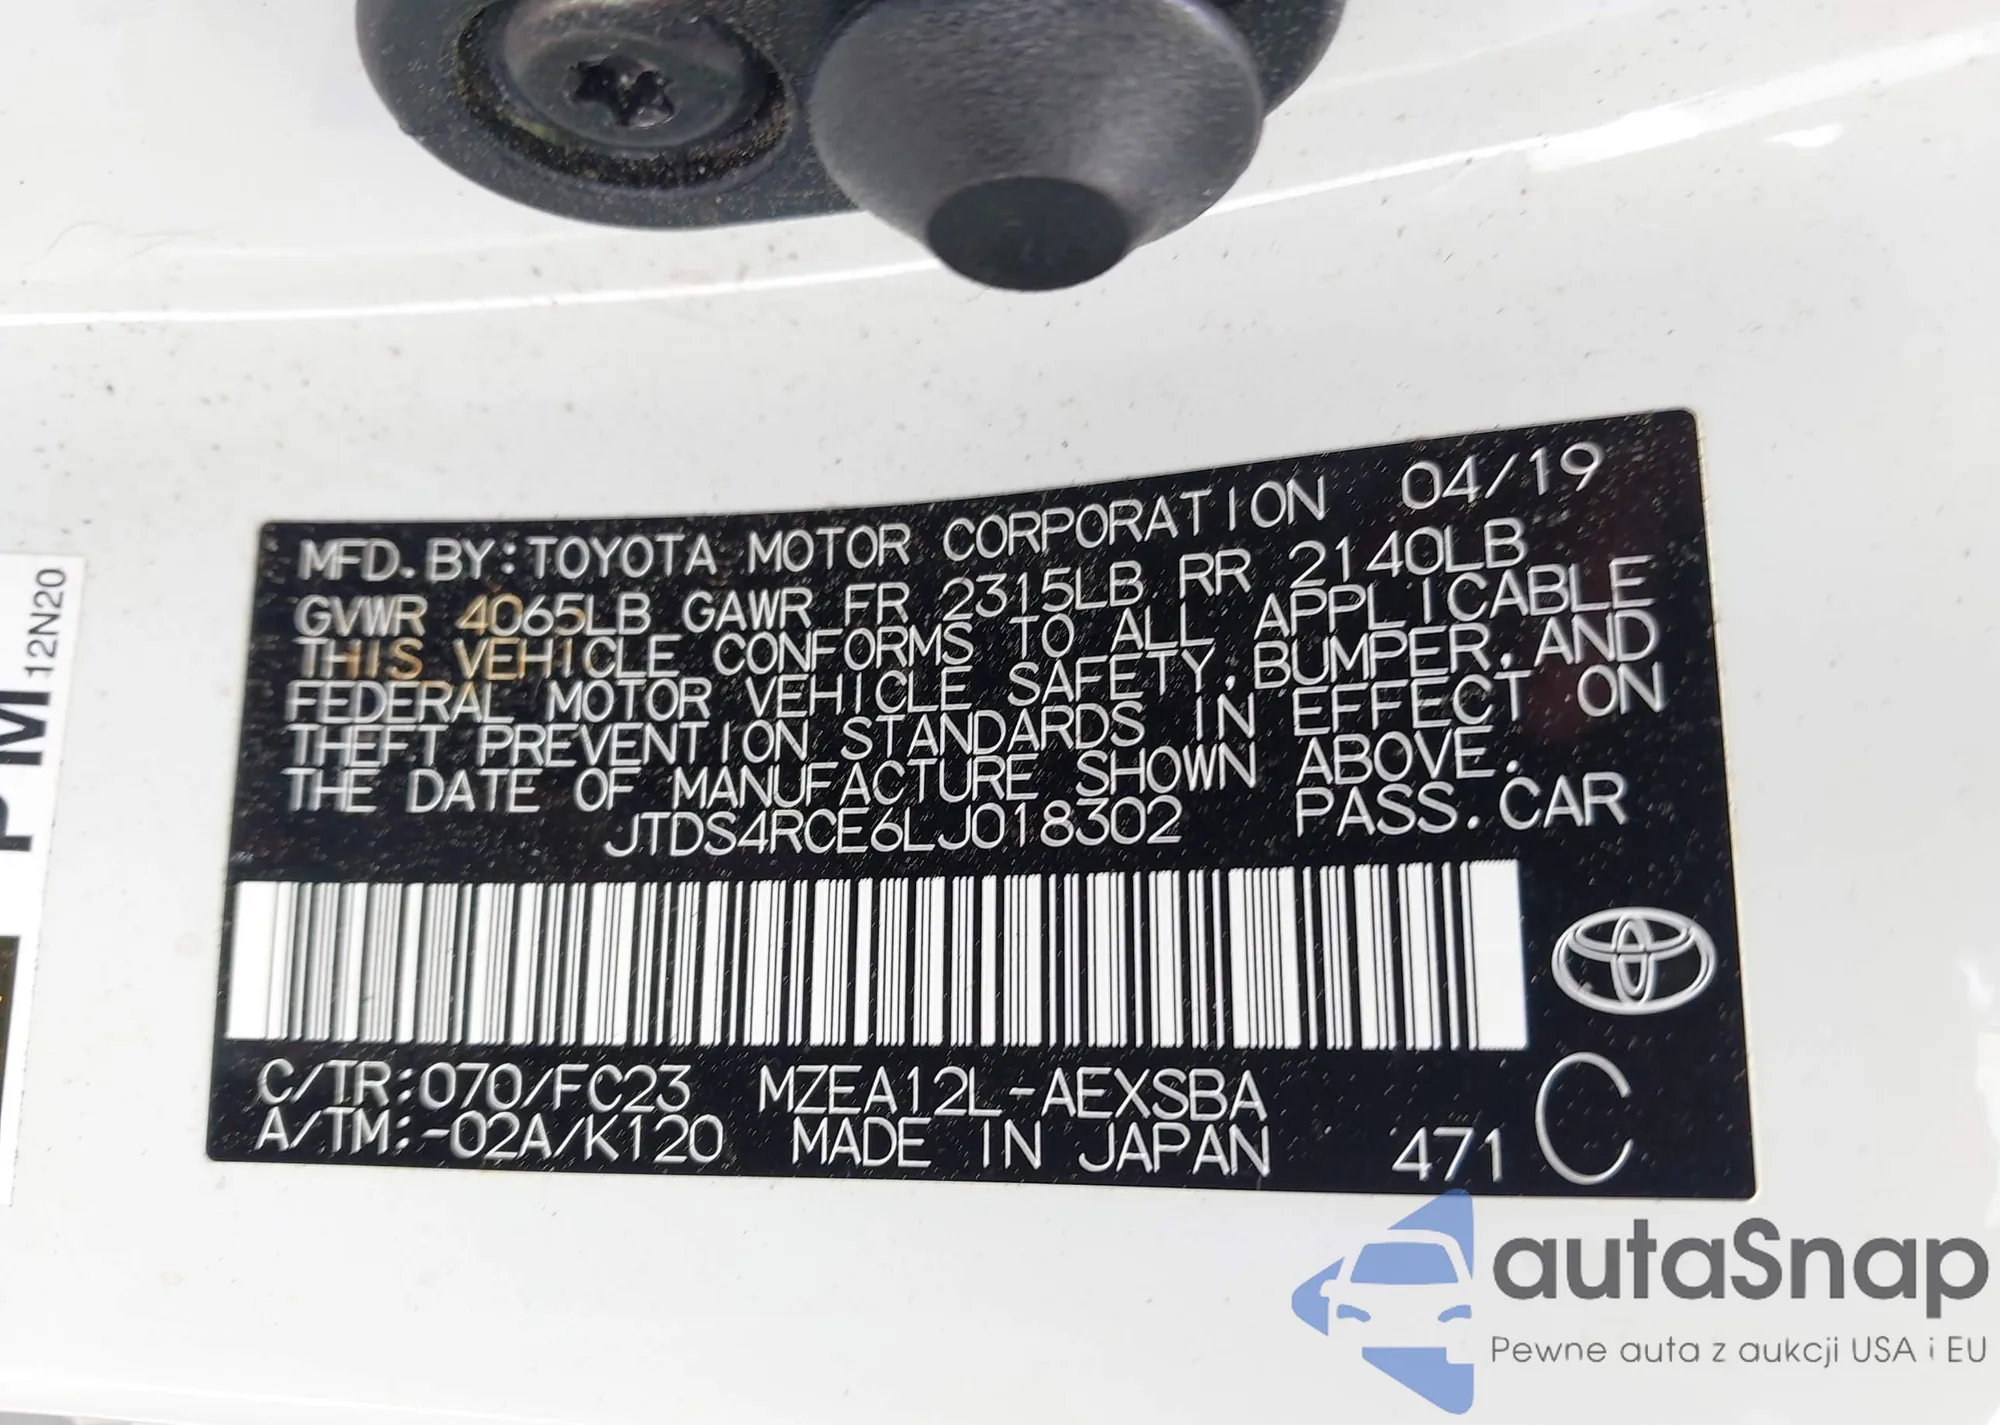 MFD. BY: TOYOTA MOTOR CORPORATION 04/19
GVWR 4065LB GAWR FR 2315LB RR 2140LB
THIS VEHICLE CONFORMS TO ALL APPLICABLE
FEDERAL MOTOR VEHICLE SAFETY, BUMPER, AND
THEFT PREVENTION STANDARDS IN EFFECT ON
THE DATE OF MANUFACTURE SHOWN ABOVE.
JTDS4RCE6LJ018302 PASS. CAR
C/TR:070/FC23 MZEA12L-AEXSBA
A/TM:-02A/K120 MADE IN JAPAN 471 C
PM 12N20
autaSnap
Pewne auta z aukcji USA i EU